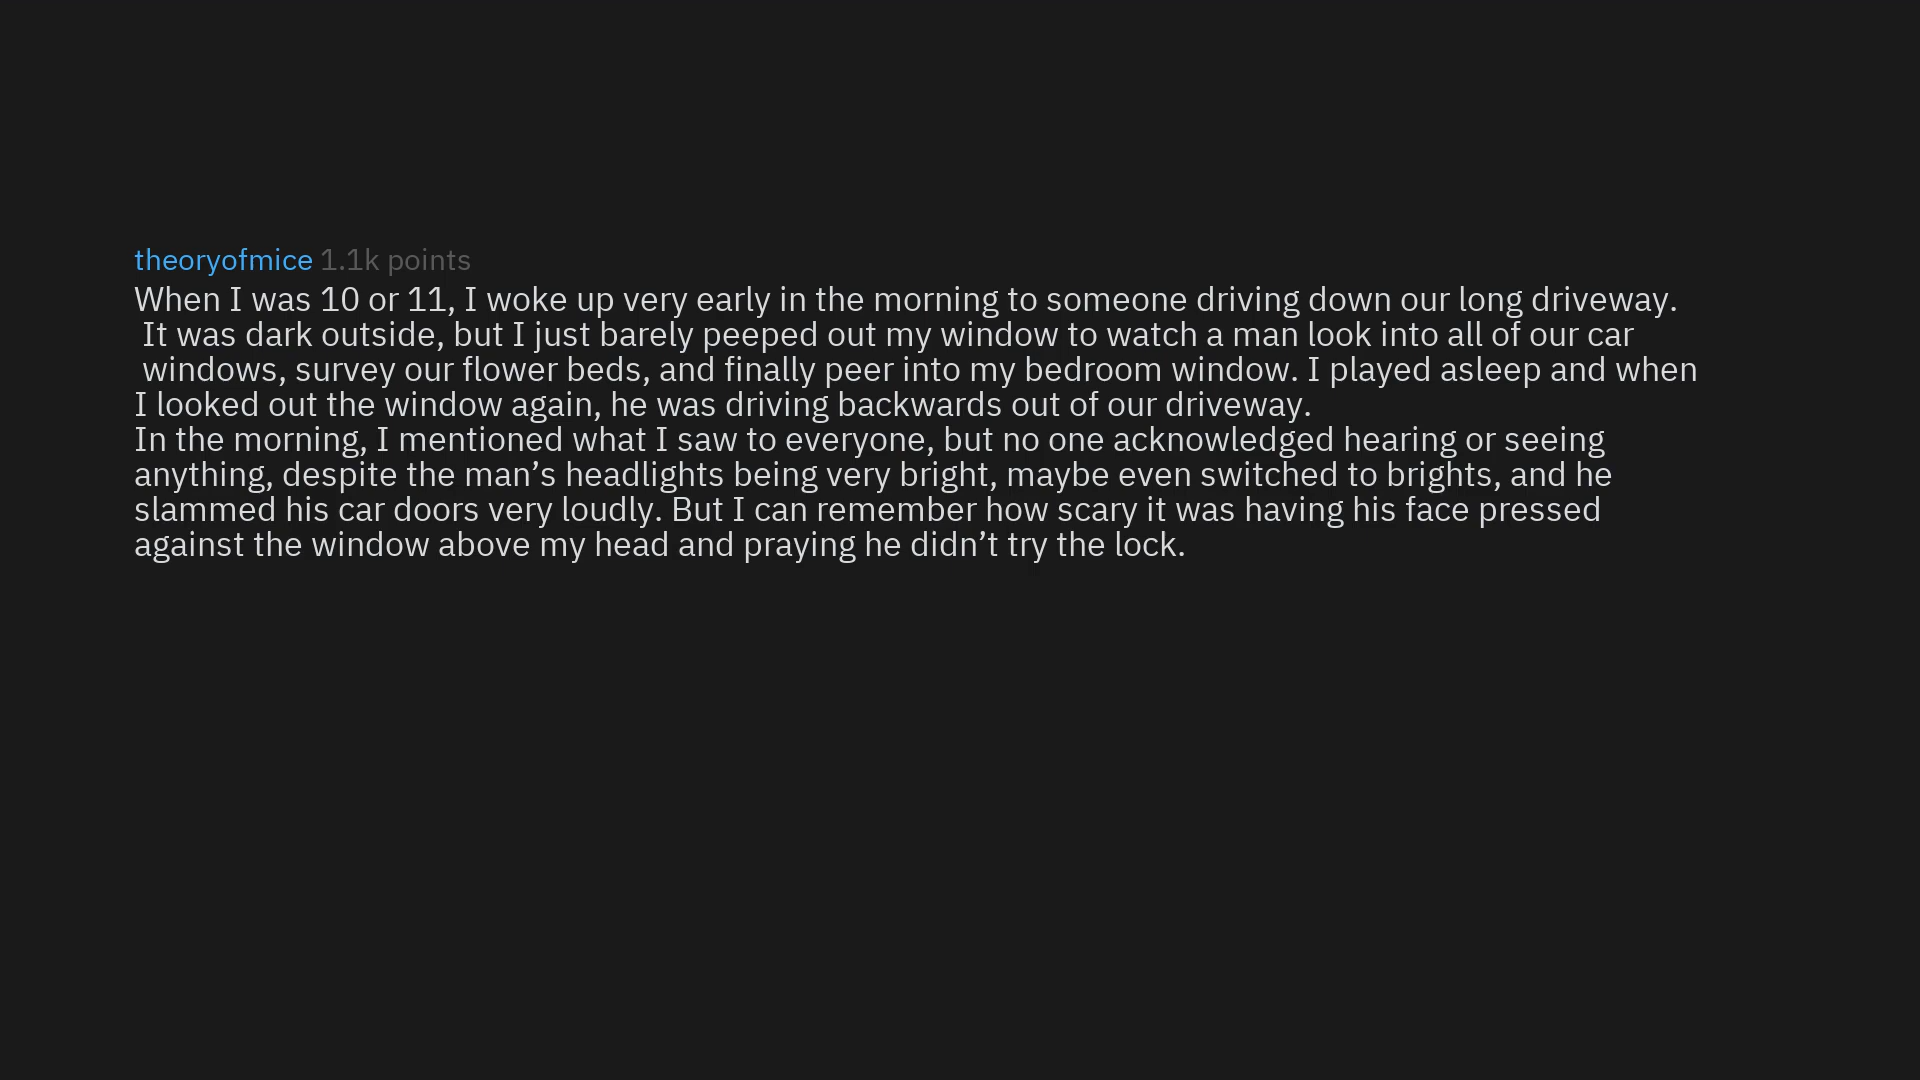 theoryofmice 1.1k points
When I was 10 or 11, I woke up very early in the morning to someone driving down our long driveway.
It was dark outside, but I just barely peeped out my window to watch a man look into all of our car
windows, survey our flower beds, and finally peer into my bedroom window. I played asleep and when
I looked out the window again, he was driving backwards out of our driveway.
In the morning, I mentioned what I saw to everyone, but no one acknowledged hearing or seeing
anything, despite the man’s headlights being very bright, maybe even switched to brights, and he
slammed his car doors very loudly. But I can remember how scary it was having his face pressed
against the window above my head and praying he didn’t try the lock.